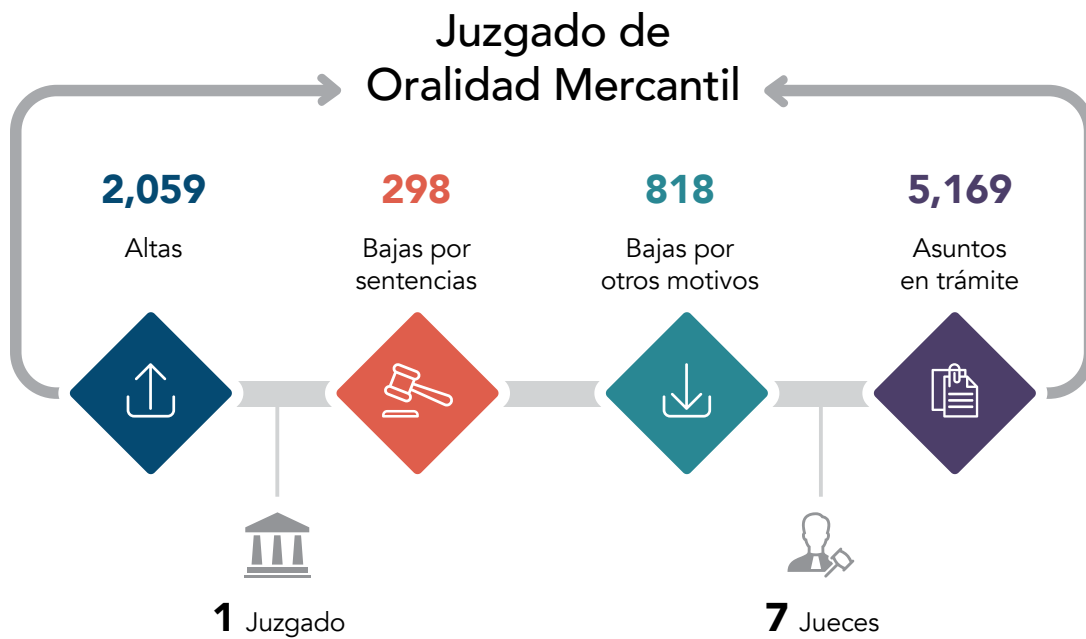 Juzgado de
Oralidad Mercantil
2,059
Altas
298
Bajas por
sentencias
818
Bajas por
otros motivos
5,169
Asuntos
en trámite
1 Juzgado
7 Jueces